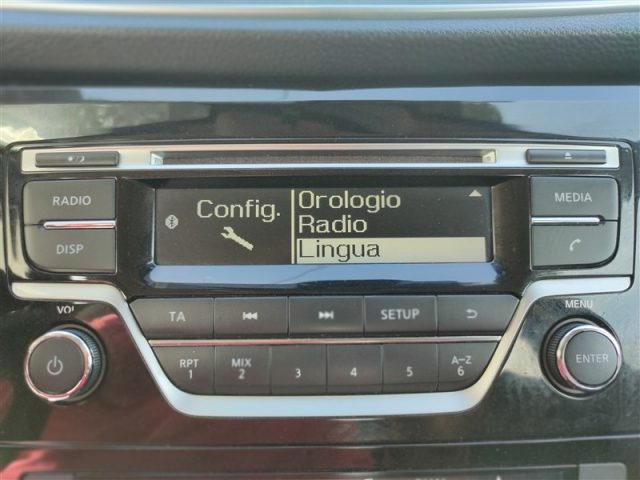 RADIO
DISP
Config.
Orologio
Radio
Lingua
MEDIA
VOL
TA
SETUP
MENU
RPT
1
MIX
2
3
4
5
A-Z
6
ENTER